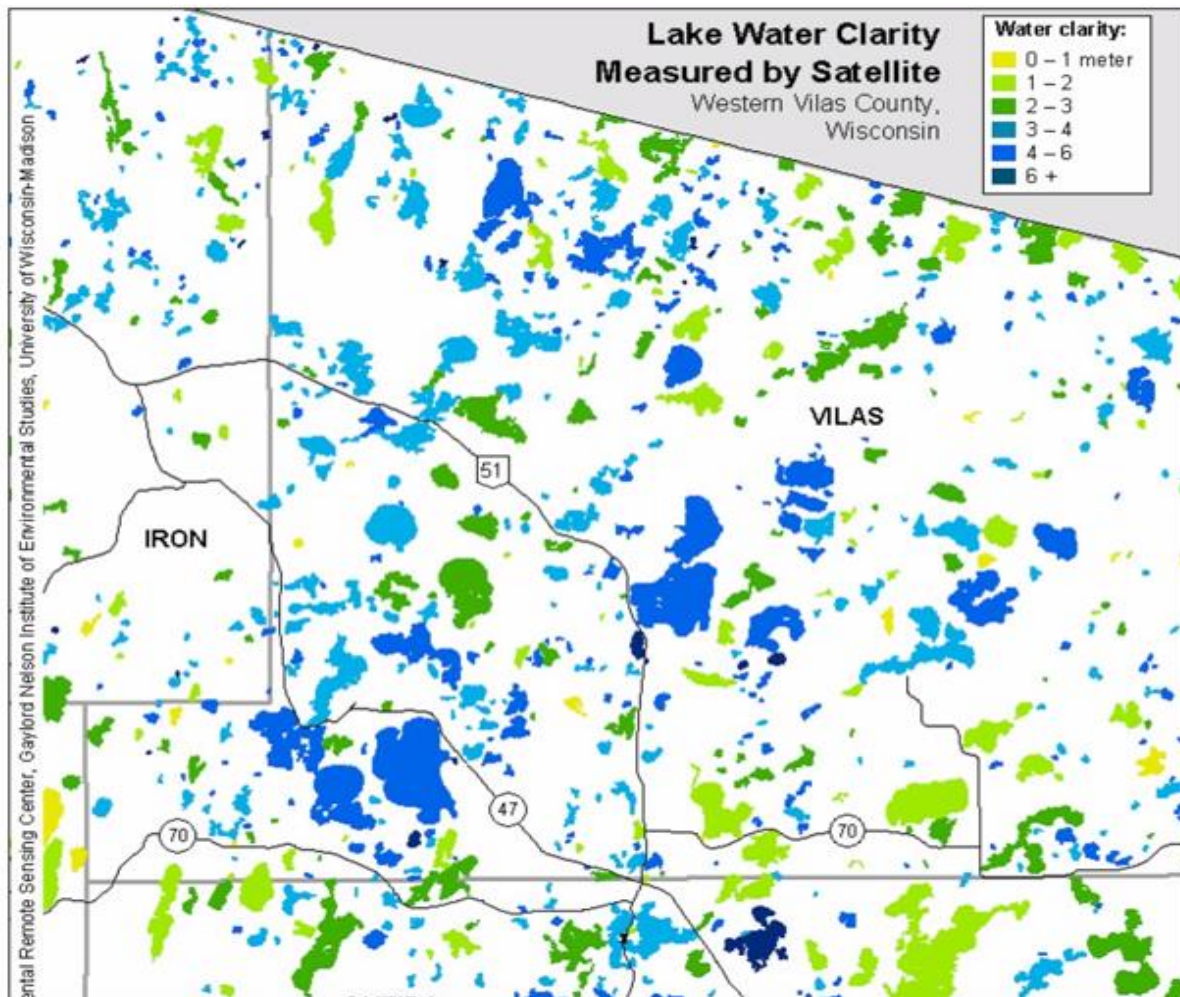 Lake Water Clarity
Measured by Satellite
Western Vilas County,
Wisconsin
Water clarity:
0 – 1 meter
1 – 2
2 – 3
3 – 4
4 – 6
6 +
VILAS
51
IRON
47
70
70
ental Remote Sensing Center, Gaylord Nelson Institute of Environmental Studies, University of Wisconsin-Madison